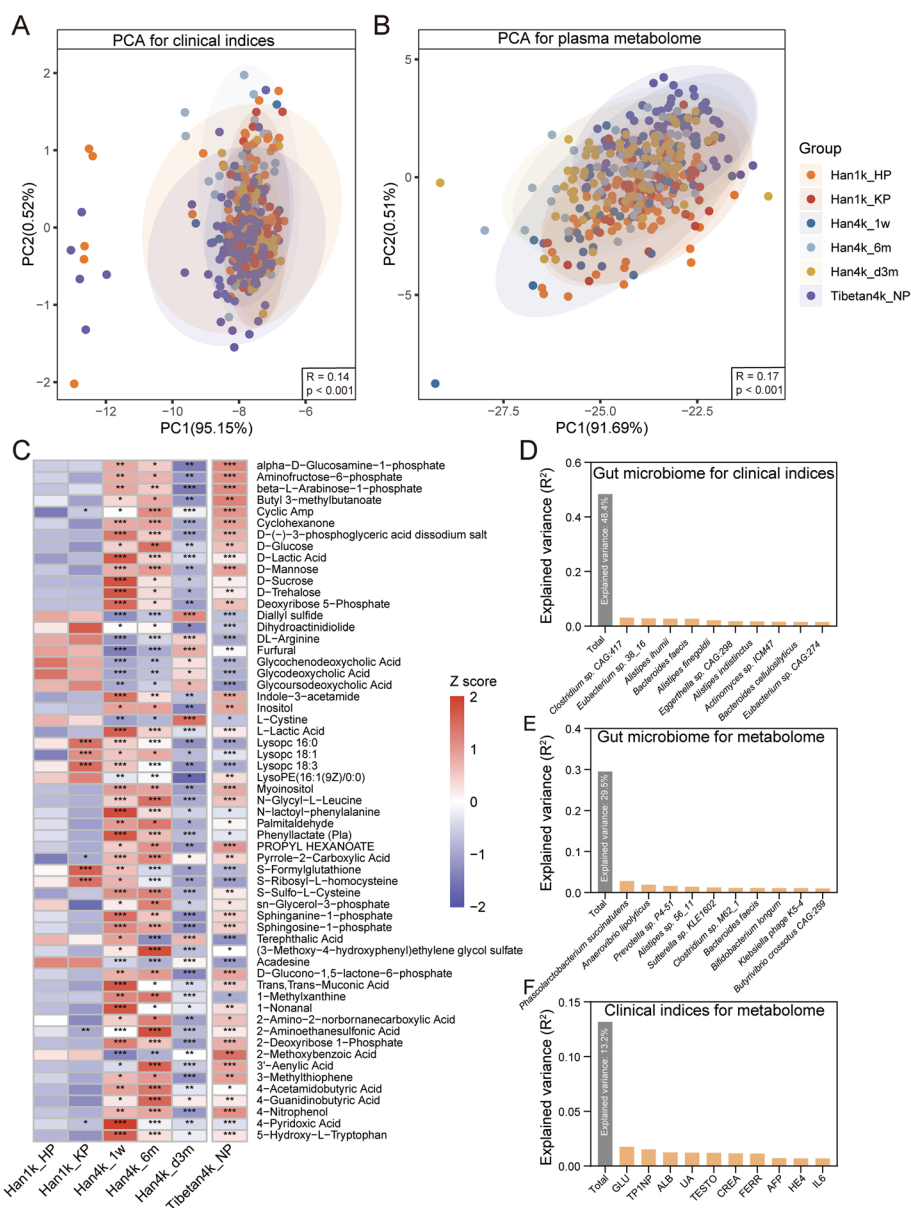 A
PCA for clinical indices
PC2(0.52%)
2
1
0
−1
−2
−12
−10
−8
−6
PC1(95.15%)
R = 0.14
p < 0.001
B
PCA for plasma metabolome
PC2(0.51%)
5
0
−5
−27.5
−25.0
−22.5
PC1(91.69%)
R = 0.17
p < 0.001
Group
Han1k_HP
Han1k_KP
Han4k_1w
Han4k_6m
Han4k_d3m
Tibetan4k_NP
C
alpha−D−Glucosamine−1−phosphate
Aminofructose−6−phosphate
beta−L−Arabinose−1−phosphate
Butyl 3−methylbutanoate
Cyclic Amp
Cyclohexanone
D−(−)−3−phosphoglyceric acid dissodium salt
D−Glucose
D−Lactic Acid
D−Mannose
D−Sucrose
D−Trehalose
Deoxyribose 5−Phosphate
Diallyl sulfide
Dihydroactinidiolide
DL−Arginine
Furfural
Glycochenodeoxycholic Acid
Glycodeoxycholic Acid
Glycoursodeoxycholic Acid
Indole−3−acetamide
Inositol
L−Cystine
L−Lactic Acid
Lysopc 16:0
Lysopc 18:1
Lysopc 18:3
LysoPE(16:1(9Z)/0:0)
Myoinositol
N−Glycyl−L−Leucine
N−lactoyl−phenylalanine
Palmitaldehyde
Phenyllactate (Pla)
PROPYL HEXANOATE
Pyrrole−2−Carboxylic Acid
S−Formylglutathione
S−Ribosyl−L−homocysteine
S−Sulfo−L−Cysteine
sn−Glycerol−3−phosphate
Sphinganine−1−phosphate
Sphingosine−1−phosphate
Terephthalic Acid
(3−Methoxy−4−hydroxyphenyl)ethylene glycol sulfate
Acadesine
D−Glucono−1,5−lactone−6−phosphate
Trans,Trans−Muconic Acid
1−Methylxanthine
1−Nonanal
2−Amino−2−norbornanecarboxylic Acid
2−Aminoethanesulfonic Acid
2−Deoxyribose 1−Phosphate
2−Methoxybenzoic Acid
3'−Aenylic Acid
3−Methylthiophene
4−Acetamidobutyric Acid
4−Guanidinobutyric Acid
4−Nitrophenol
4−Pyridoxic Acid
5−Hydroxy−L−Tryptophan
Han1k_HP
Han1k_KP
Han4k_1w
Han4k_6m
Han4k_d3m
Tibetan4k_NP
Z score
2
1
0
−1
−2
D
Gut microbiome for clinical indices
Explained variance (R²)
0.6
0.4
0.2
0.0
Explained variance: 48.4%
Total
Clostridium sp. CAG:417
Eubacterium sp. 38_16
Alistipes ihumii
Bacteroides faecis
Alistipes finegoldii
Eggerthella sp. CAG:298
Alistipes indistinctus
Actinomyces sp. ICM47
Bacteroides cellulosilyticus
Eubacterium sp. CAG:274
E
Gut microbiome for metabolome
Explained variance (R²)
0.4
0.3
0.2
0.1
0.0
Explained variance: 29.5%
Total
Phascolarctobacterium succinatutens
Anaerovibrio lipolyticus
Prevotella sp. P4-51
Alistipes sp. 56_11
Sutterella sp. KLE1602
Clostridium sp. M62_1
Bacteroides faecis
Bifidobacterium longum
Klebsiella phage K5-4
Butyrivibrio crossotus CAG:259
F
Clinical indices for metabolome
Explained variance (R²)
0.15
0.10
0.05
0.00
Explained variance: 13.2%
Total
GLU
TP1NP
ALB
UA
TESTO
CREA
FERR
AFP
HE4
IL6